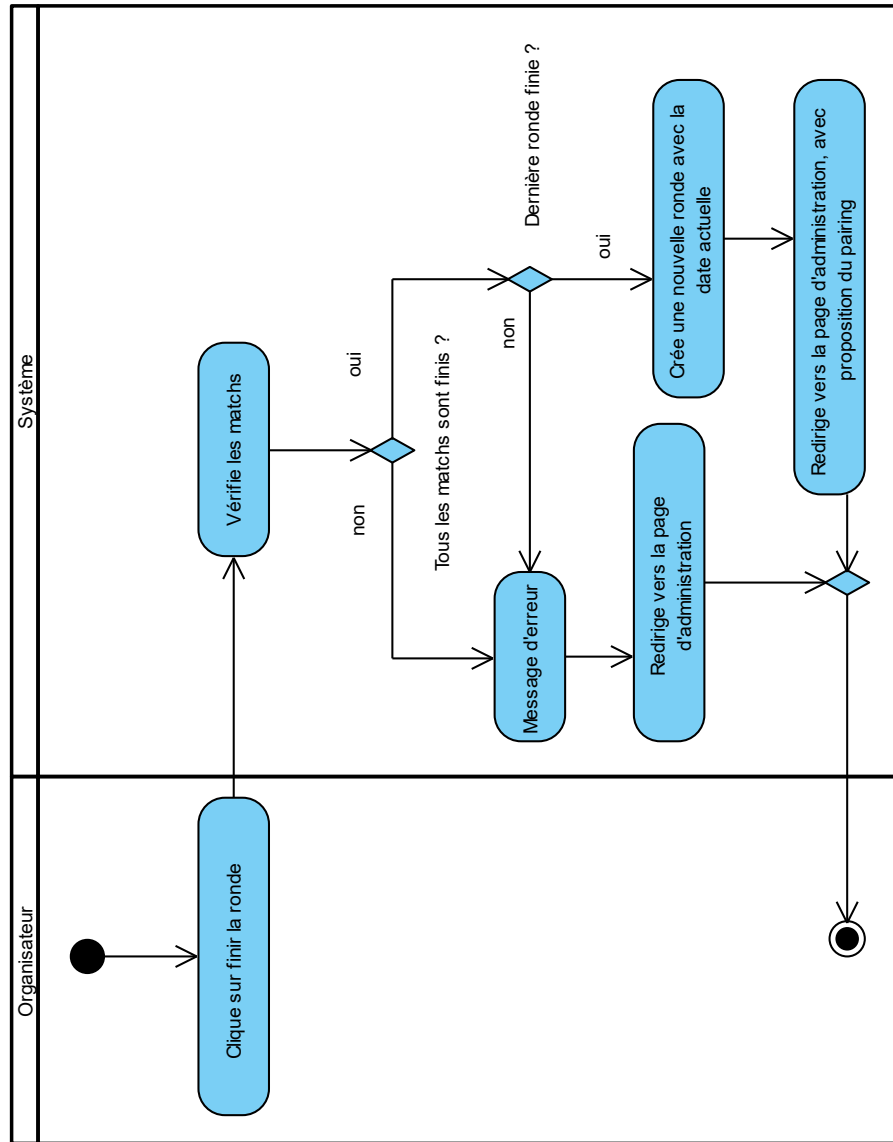 Organisateur
Système
Clique sur finir la ronde
Vérifie les matchs
non
oui
Tous les matchs sont finis ?
Dernière ronde finie ?
non
oui
Message d'erreur
Redirige vers la page
d'administration
Crée une nouvelle ronde avec la
date actuelle
Redirige vers la page d'administration, avec
proposition du pairing